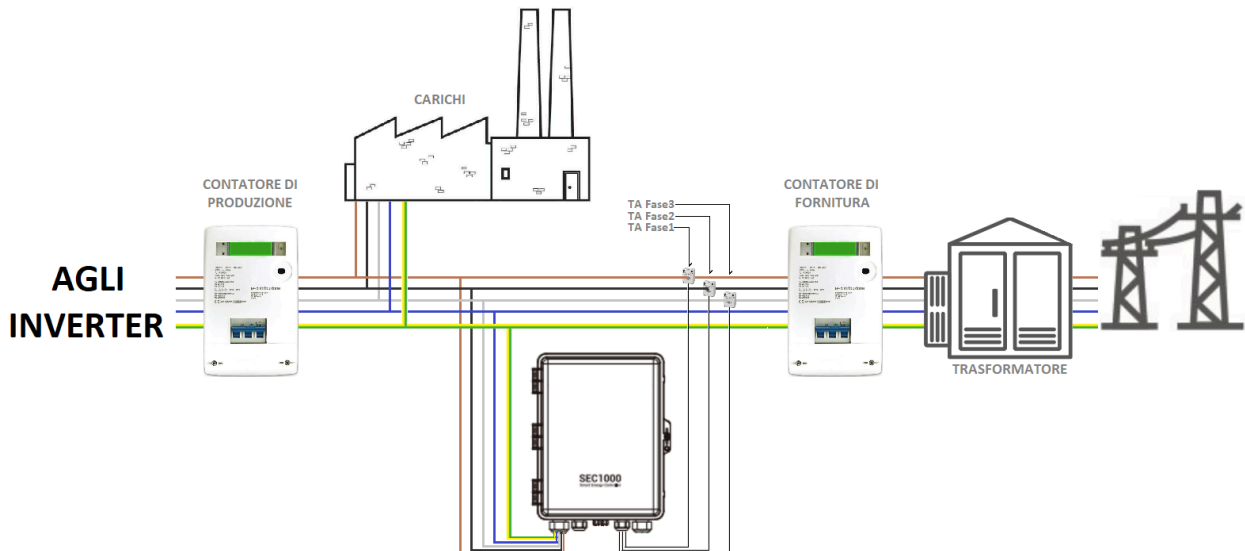 CARICHI
CONTATORE DI
PRODUZIONE
CONTATORE DI
FORNITURA
TA Fase3
TA Fase2
TA Fase1
AGLI
INVERTER
TRASFORMATORE
SEC1000